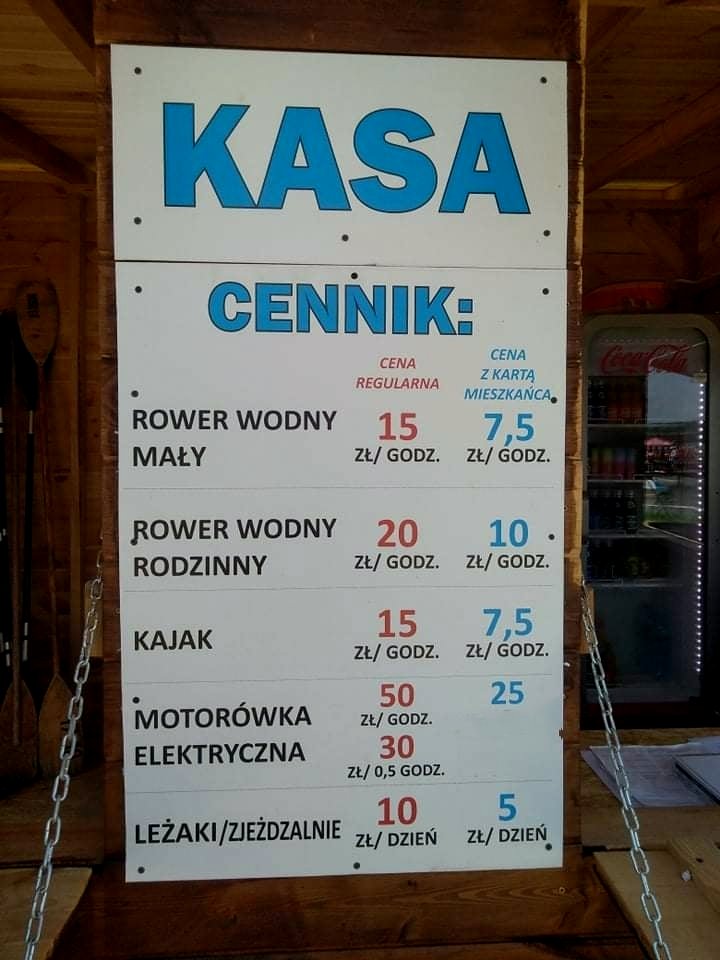 KASA
CENNIK:
CENA REGULARNA
CENA Z KARTĄ MIESZKAŃCA
ROWER WODNY MAŁY
15 ZŁ/ GODZ.
7,5 ZŁ/ GODZ.
ROWER WODNY RODZINNY
20 ZŁ/ GODZ.
10 ZŁ/ GODZ.
KAJAK
15 ZŁ/ GODZ.
7,5 ZŁ/ GODZ.
MOTORÓWKA ELEKTRYCZNA
50 ZŁ/ GODZ.
25
30 ZŁ/ 0,5 GODZ.
LEŻAKI/ZJEŻDZALNIE
10 ZŁ/ DZIEŃ
5 ZŁ/ DZIEŃ
Coca-Cola